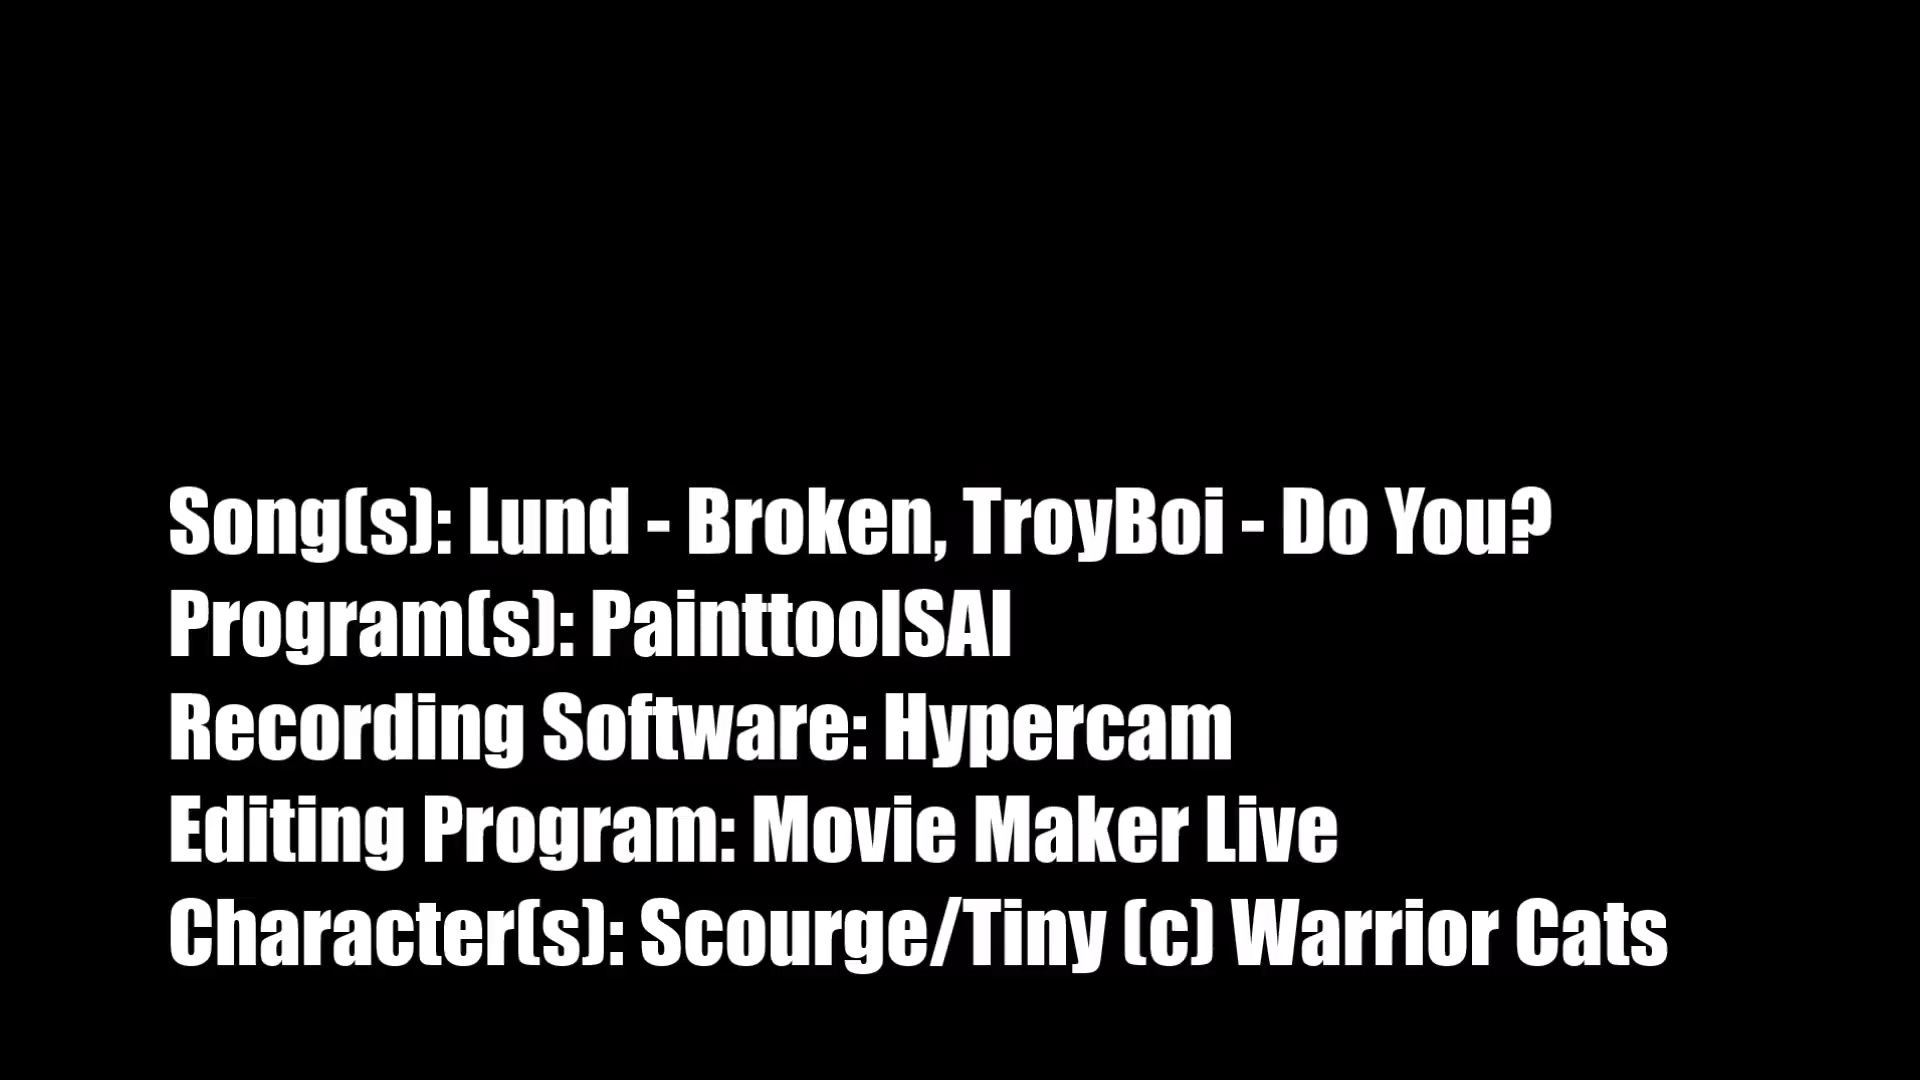 Song(s): Lund - Broken, TroyBoi - Do You?
Program(s): PainttoolSAI
Recording Software: Hypercam
Editing Program: Movie Maker Live
Character(s): Scourge/Tiny (c) Warrior Cats